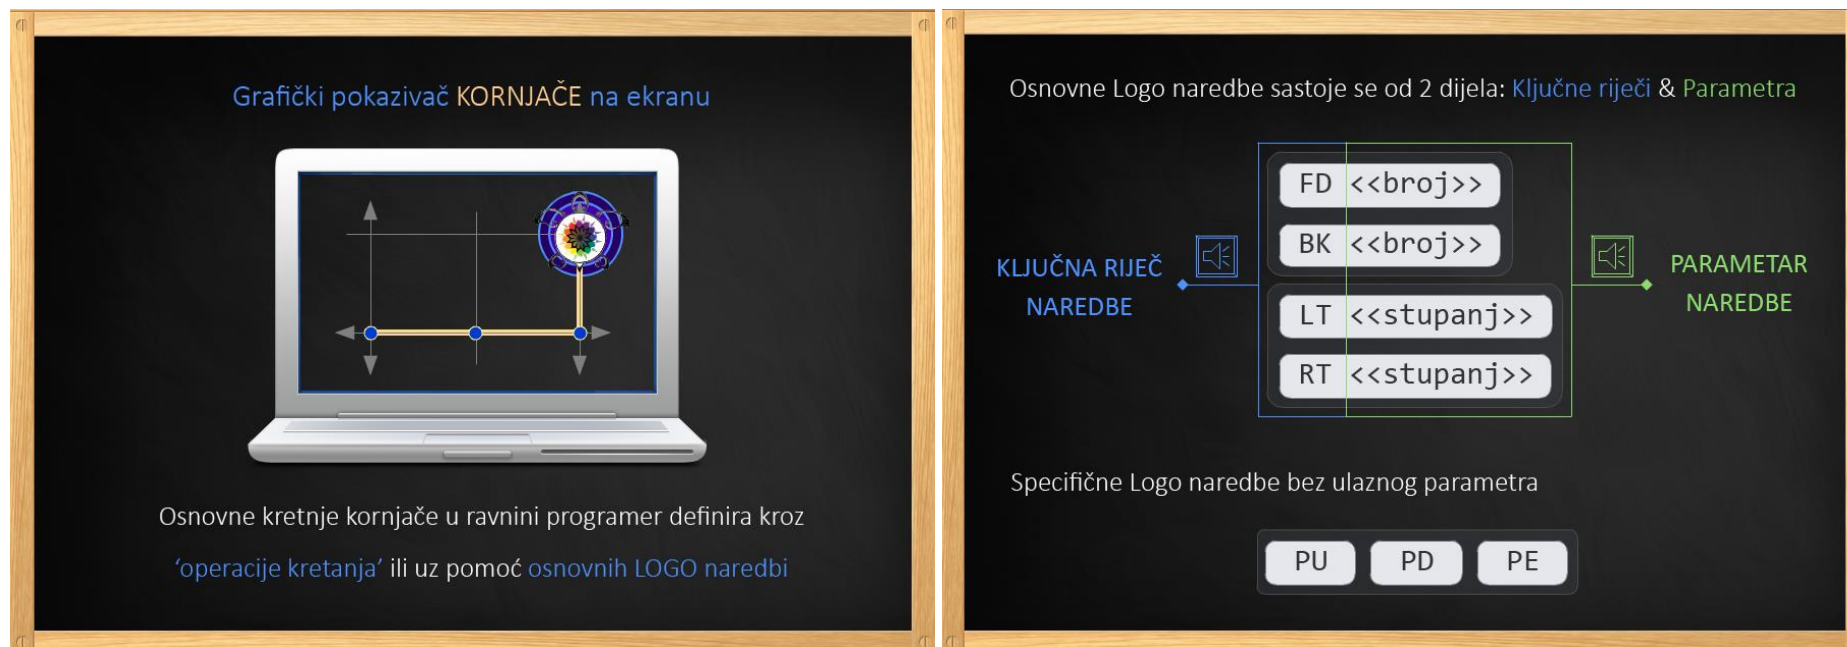 Grafički pokazivač KORNJAČE na ekranu
Osnovne kretnje kornjače u ravnini programer definira kroz
‘operacije kretanja’ ili uz pomoć osnovnih LOGO naredbi
Osnovne Logo naredbe sastoje se od 2 dijela: Ključne riječi & Parametra
FD <<broj>>
BK <<broj>>
KLJUČNA RIJEČ
NAREDBE
PARAMETAR
NAREDBE
LT <<stupanj>>
RT <<stupanj>>
Specifične Logo naredbe bez ulaznog parametra
PU PD PE